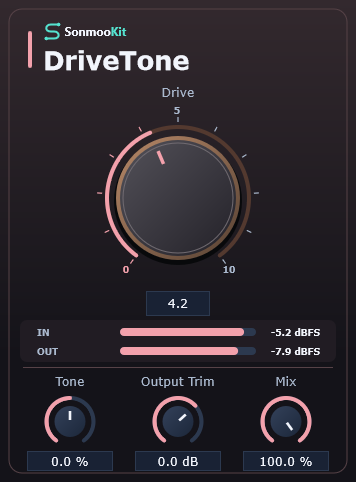 SonmooKit
DriveTone
Drive
5
0
10
4.2
IN -5.2 dBFS
OUT -7.9 dBFS
Tone Output Trim Mix
0.0 % 0.0 dB 100.0 %